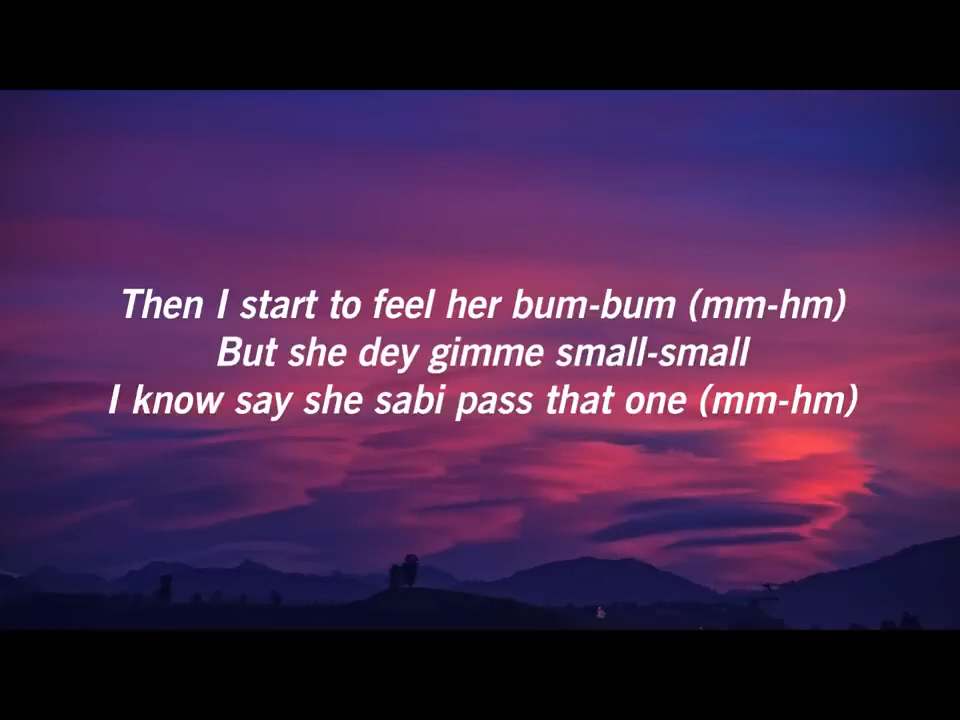 Then I start to feel her bum-bum (mm-hm)
But she dey gimme small-small
I know say she sabi pass that one (mm-hm)